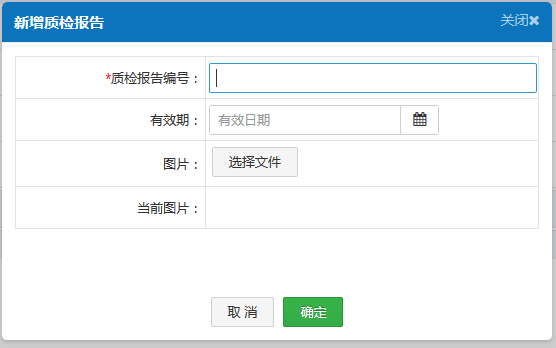 新增质检报告 关闭
*质检报告编号：
有效期： 有效日期
图片： 选择文件
当前图片：
取 消 确定